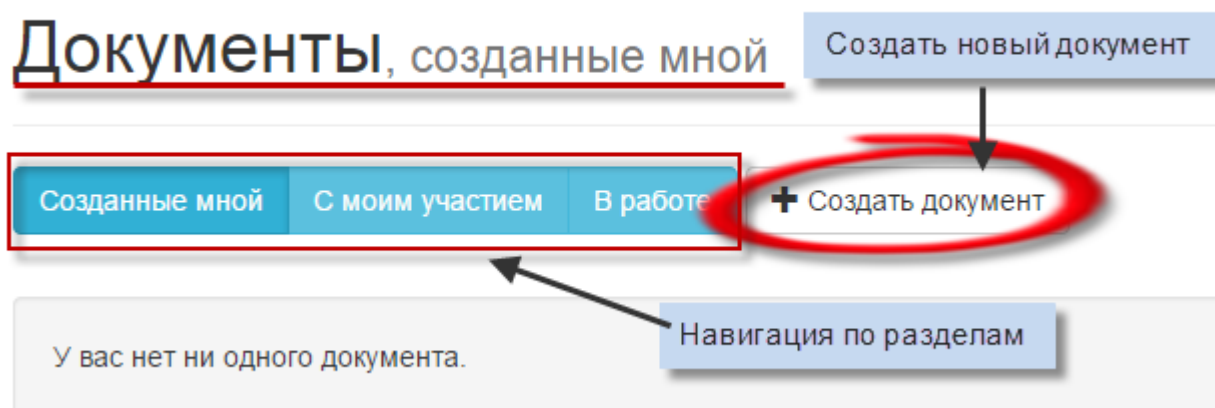 Документы, созданные мной
Создать новый документ
Созданные мной
С моим участием
В работе
Создать документ
Навигация по разделам
У вас нет ни одного документа.